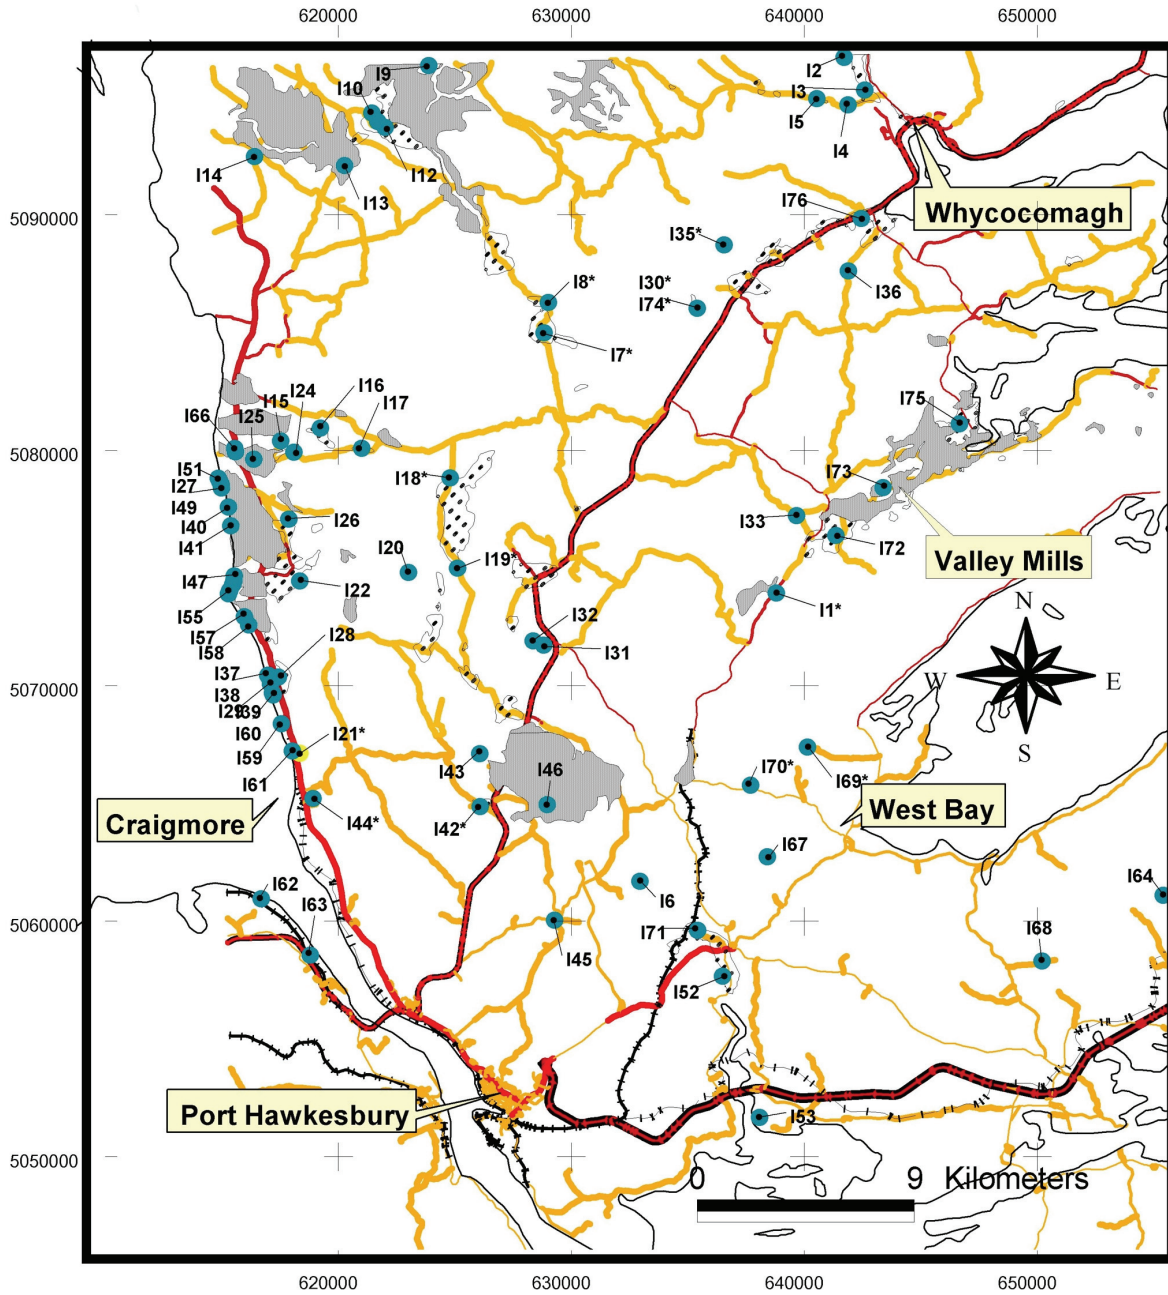 620000 630000 640000 650000
I9
I2
I10
I3
I5
I12
I4
I14
I13
I76
Whycocomagh
5090000
I35*
I30*
I74*
I8*
I36
I7*
I24
I16
I15
I17
I66
I25
I75
5080000
I51
I27
I18*
I73
I49
I40
I26
I33
I41
I72
I20
I19*
Valley Mills
I47
I22
I1*
I55
I32
N
I57
I58
I28
I31
I37
W
E
5070000
I38
I29
I39
I60
I21*
S
I59
I43
I70*
I69*
I61
I46
Craigmore
I44*
I42*
West Bay
I67
I62
I6
I64
I63
5060000
I71
I68
I45
I52
Port Hawkesbury
I53
5050000
0 9 Kilometers
620000 630000 640000 650000